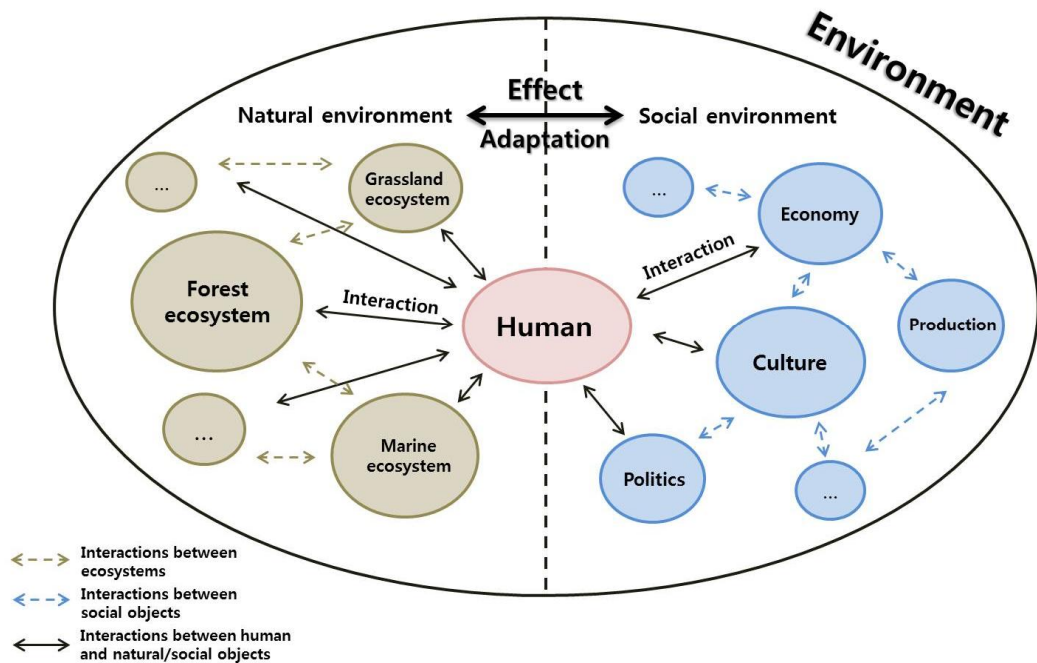 Environment
Effect
Natural environment
Social environment
Adaptation
...
Grassland
ecosystem
...
Economy
Interaction
Forest
ecosystem
Interaction
Human
Production
Culture
...
Marine
ecosystem
Politics
...
Interactions between
ecosystems
Interactions between
social objects
Interactions between human
and natural/social objects